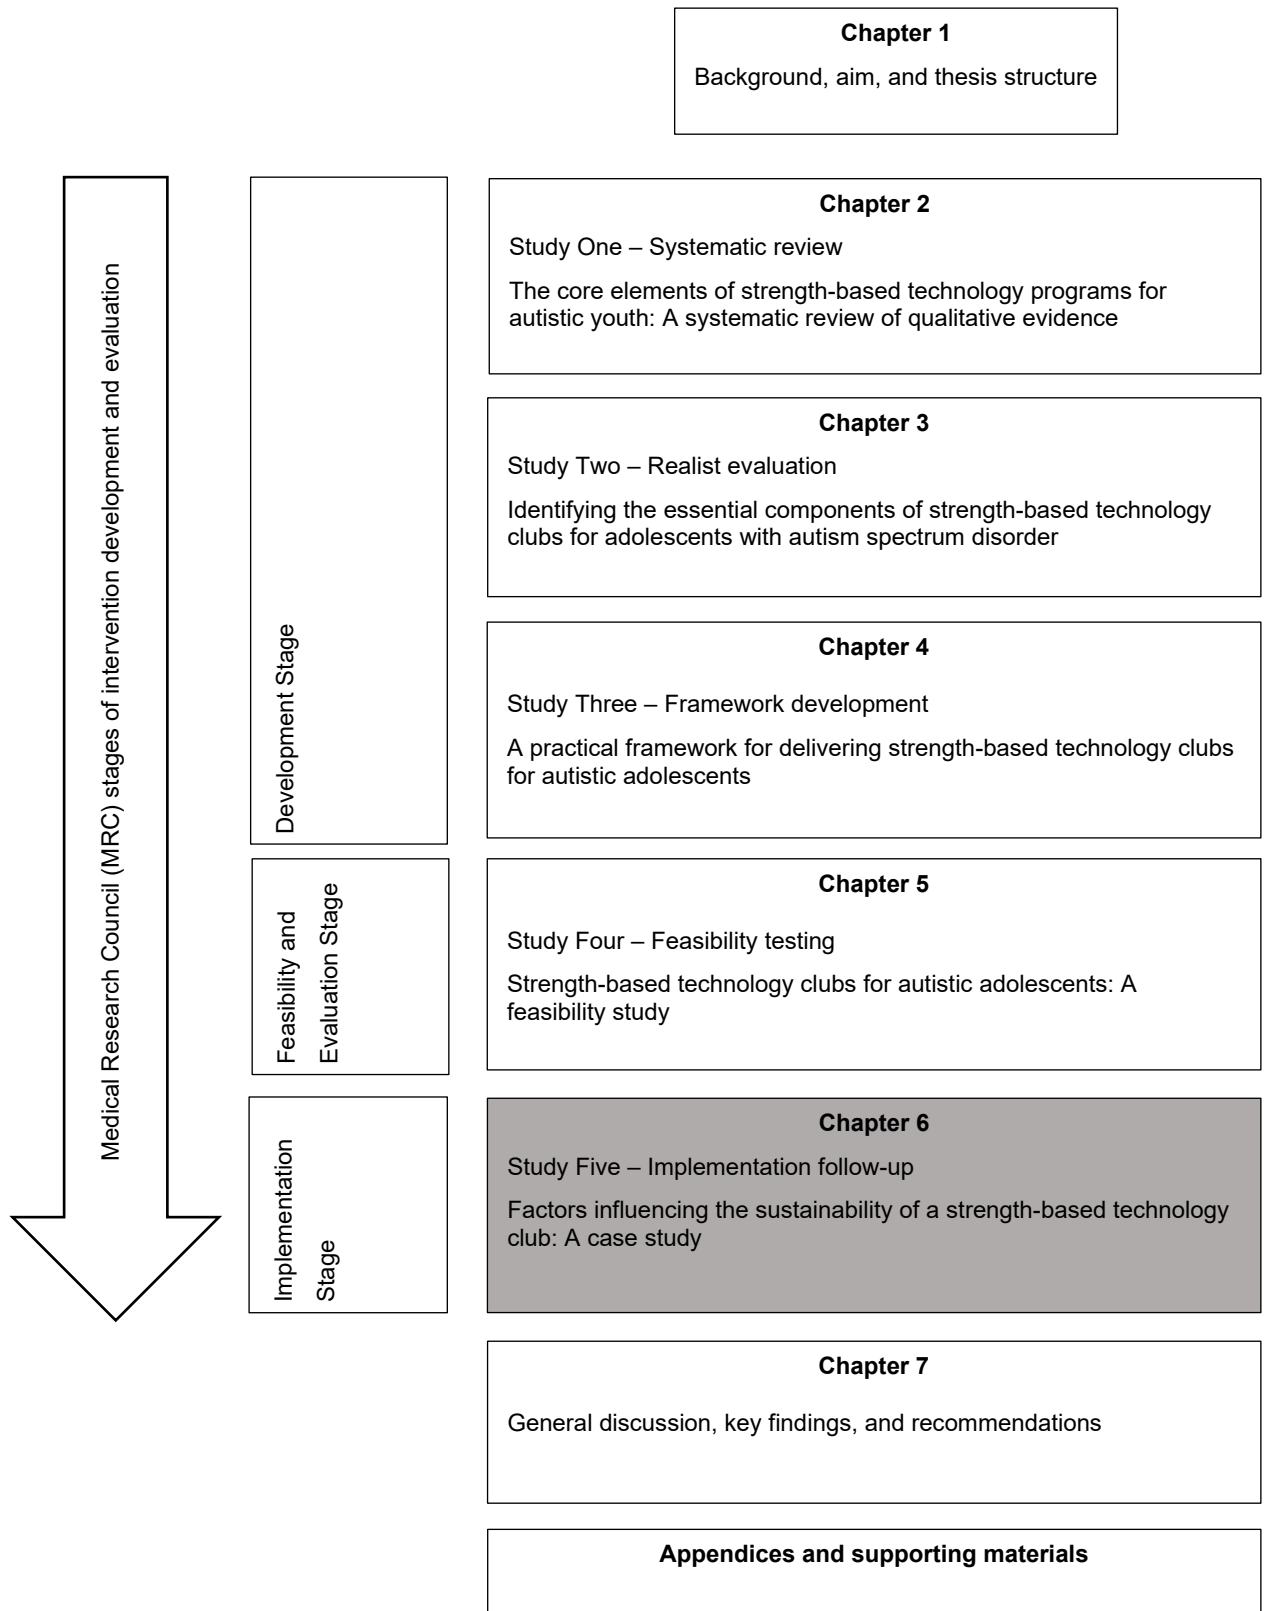 Chapter 1
Background, aim, and thesis structure
Medical Research Council (MRC) stages of intervention development and evaluation
Development Stage
Chapter 2
Study One – Systematic review
The core elements of strength-based technology programs for
autistic youth: A systematic review of qualitative evidence
Chapter 3
Study Two – Realist evaluation
Identifying the essential components of strength-based technology
clubs for adolescents with autism spectrum disorder
Chapter 4
Study Three – Framework development
A practical framework for delivering strength-based technology clubs
for autistic adolescents
Feasibility and
Evaluation Stage
Chapter 5
Study Four – Feasibility testing
Strength-based technology clubs for autistic adolescents: A
feasibility study
Implementation
Stage
Chapter 6
Study Five – Implementation follow-up
Factors influencing the sustainability of a strength-based technology
club: A case study
Chapter 7
General discussion, key findings, and recommendations
Appendices and supporting materials